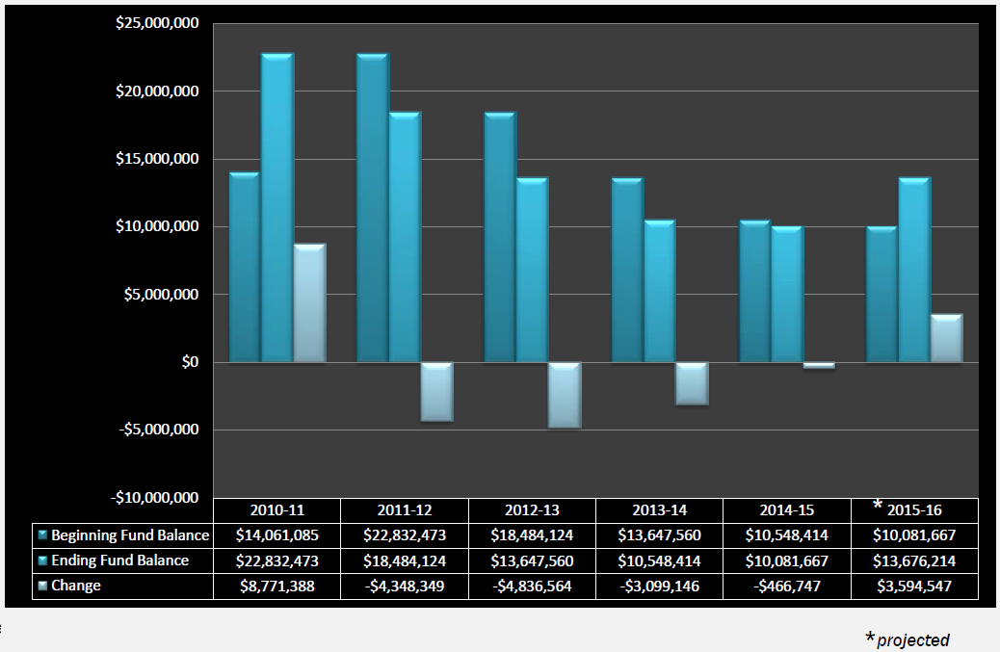 $25,000,000
$20,000,000
$15,000,000
$10,000,000
$5,000,000
$0
-$5,000,000
-$10,000,000
2010-11 2011-12 2012-13 2013-14 2014-15 * 2015-16
Beginning Fund Balance $14,061,085 $22,832,473 $18,484,124 $13,647,560 $10,548,414 $10,081,667
Ending Fund Balance $22,832,473 $18,484,124 $13,647,560 $10,548,414 $10,081,667 $13,676,214
Change $8,771,388 -$4,348,349 -$4,836,564 -$3,099,146 -$466,747 $3,594,547
*projected